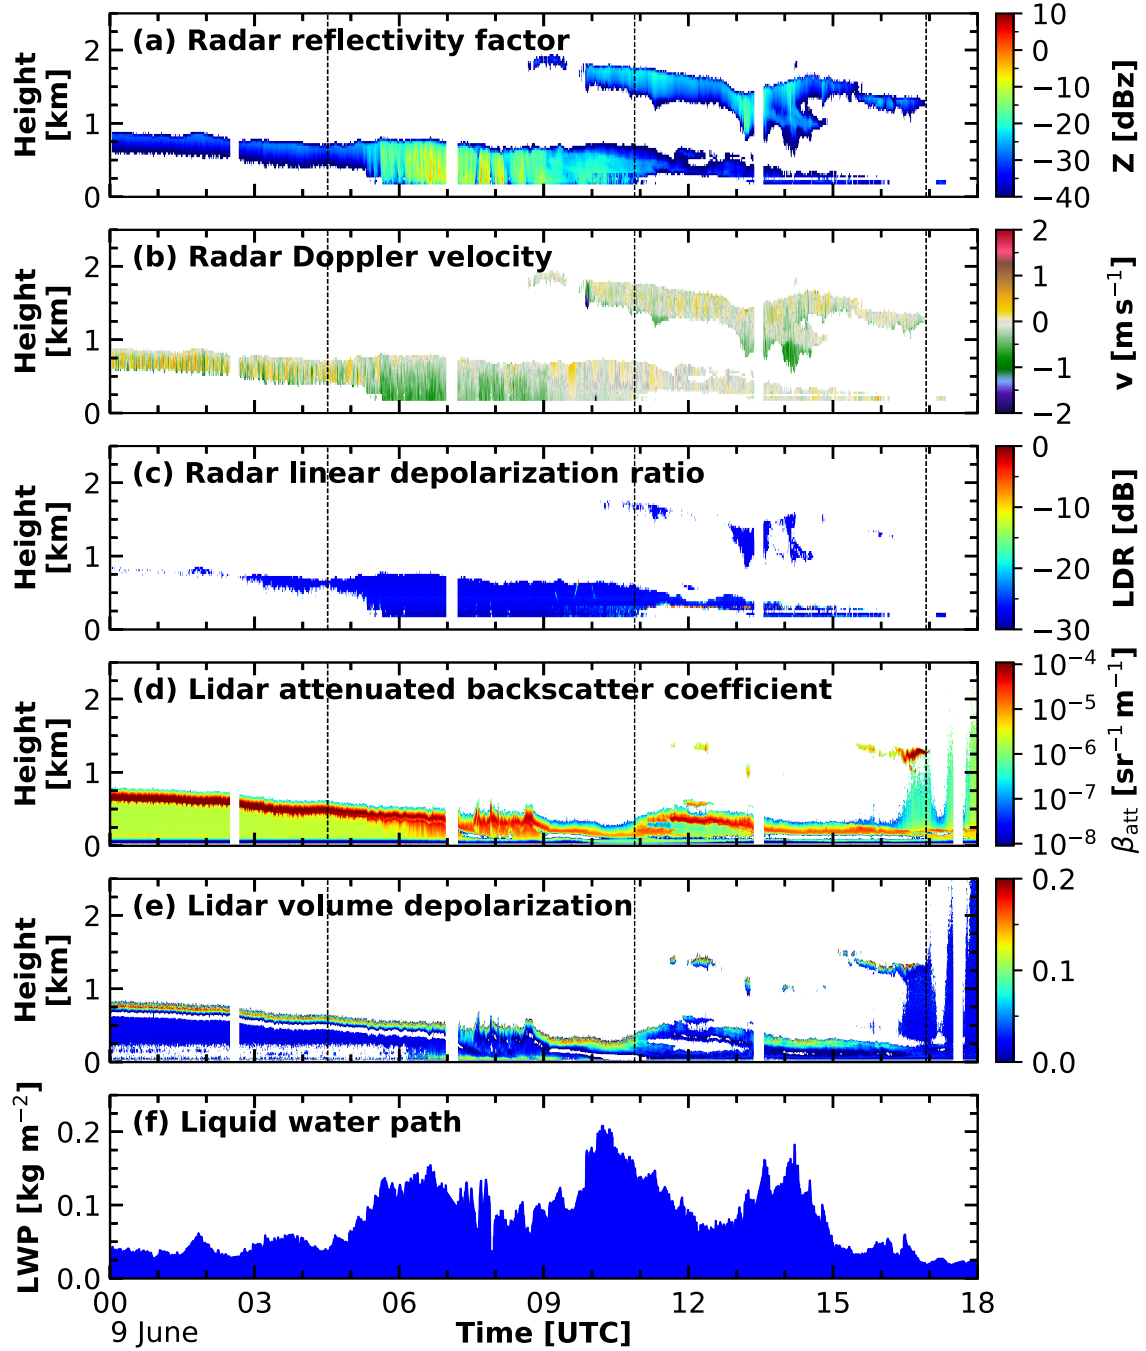 (a) Radar reflectivity factor
Height
[km]
2
1
0
10
0
−10
−20
−30
−40
Z [dBz]
(b) Radar Doppler velocity
Height
[km]
2
1
0
2
1
0
−1
−2
v [m s⁻¹]
(c) Radar linear depolarization ratio
Height
[km]
2
1
0
0
−10
−20
−30
LDR [dB]
(d) Lidar attenuated backscatter coefficient
Height
[km]
2
1
0
10⁻⁴
10⁻⁵
10⁻⁶
10⁻⁷
10⁻⁸
βatt [sr⁻¹ m⁻¹]
(e) Lidar volume depolarization
Height
[km]
2
1
0
0.2
0.1
0.0
(f) Liquid water path
LWP [kg m⁻²]
0.2
0.1
0.0
00 03 06 09 12 15 18
9 June
Time [UTC]